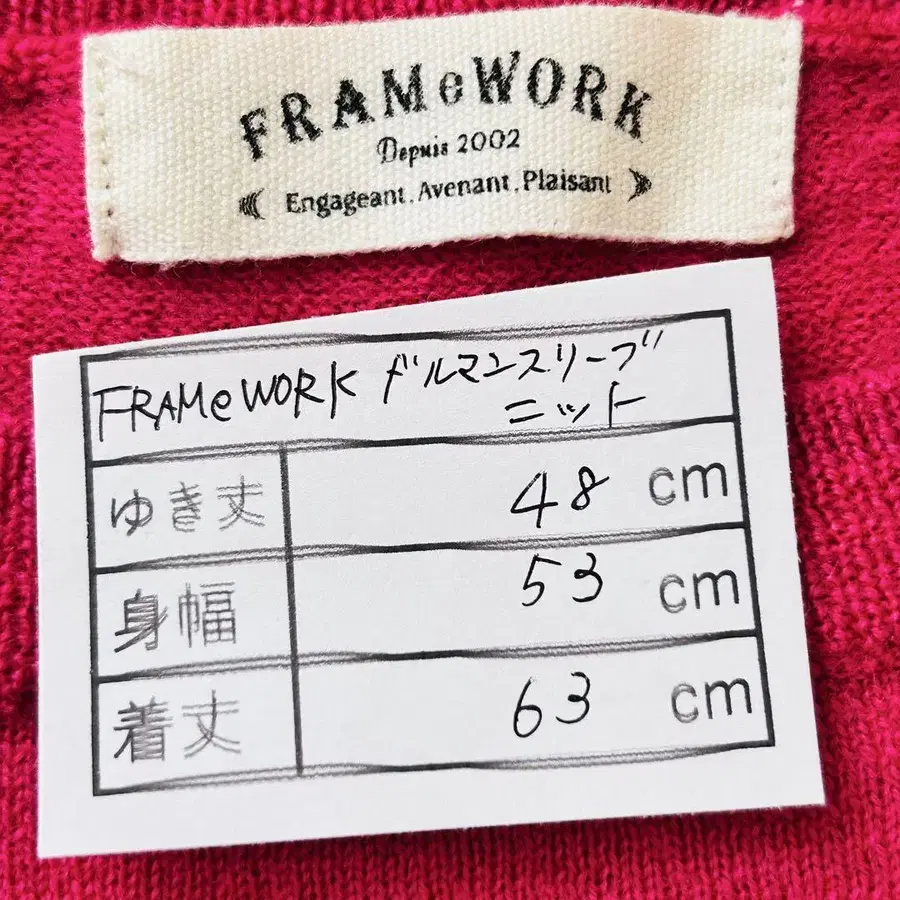 FRAMeWORK
Depuis 2002
Engageant.Avenant.Plaisant
FRAMeWORK ドルマンスリーブ
ニット
ゆき丈 48 cm
身幅 53 cm
着丈 63 cm